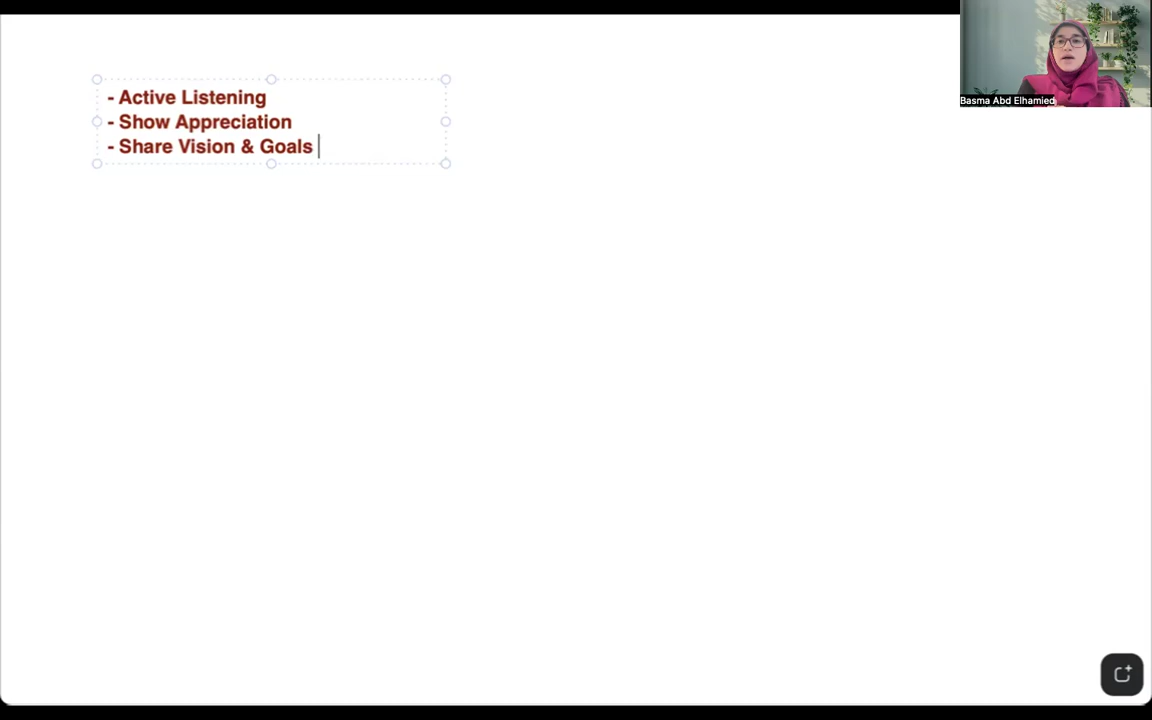 - Active Listening
- Show Appreciation
- Share Vision & Goals
Basma Abd Elhamied